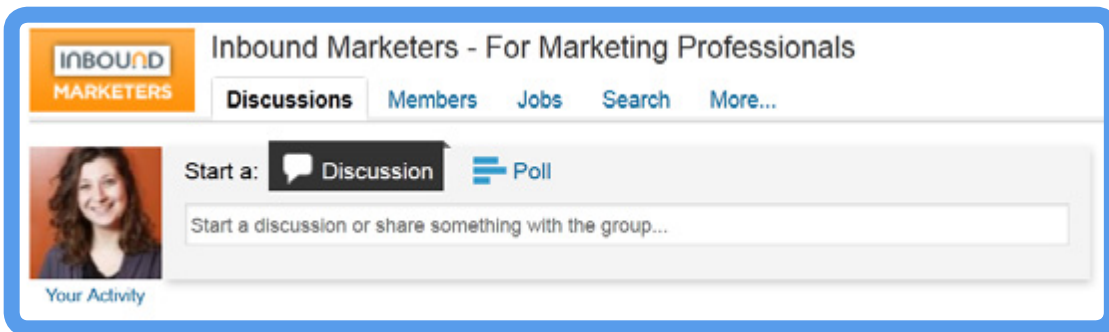 INBOUND
MARKETERS
Inbound Marketers - For Marketing Professionals
Discussions Members Jobs Search More...
Start a: Discussion Poll
Start a discussion or share something with the group...
Your Activity